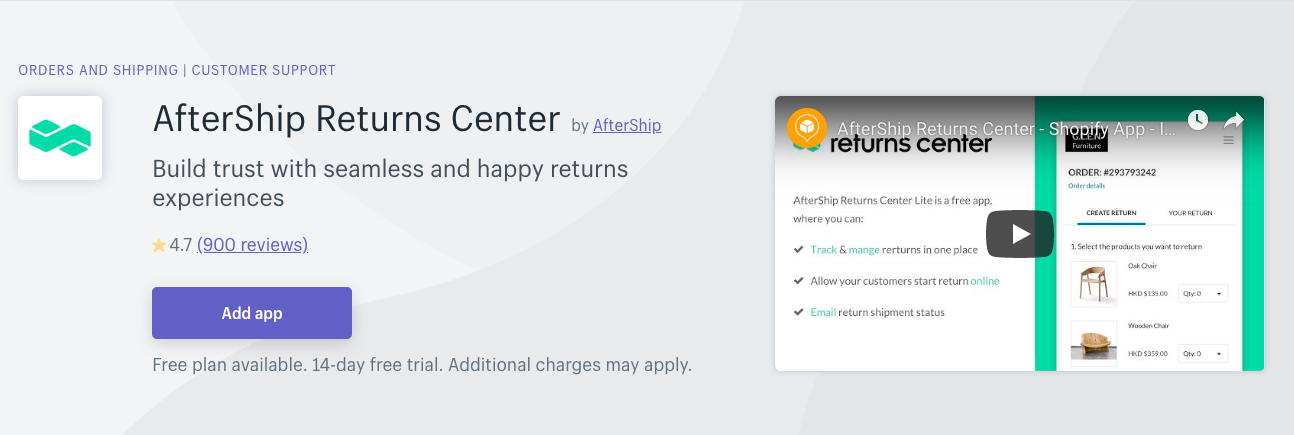 ORDERS AND SHIPPING | CUSTOMER SUPPORT
AfterShip Returns Center by AfterShip
Build trust with seamless and happy returns
experiences
4.7 (900 reviews)
Add app
Free plan available. 14-day free trial. Additional charges may apply.
AfterShip Returns Center - Shopify App - I...
returns center
AfterShip Returns Center Lite is a free app,
where you can:
Track & mange rerturns in one place
Allow your customers start return online
Email return shipment status
Furniture
ORDER: #293793242
Order details
CREATE RETURN YOUR RETURN
1. Select the products you want to return
Oak Chair
HKD $135.00 Qty: 0
Wooden Chair
HKD $359.00 Qty: 0